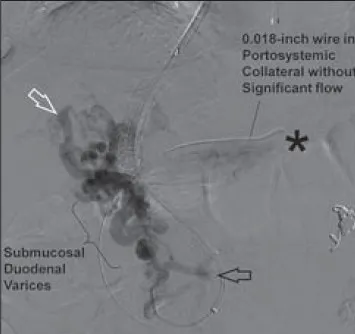 0.018-inch wire in
Portosystemic
Collateral without
Significant flow
*
Submucosal
Duodenal
Varices